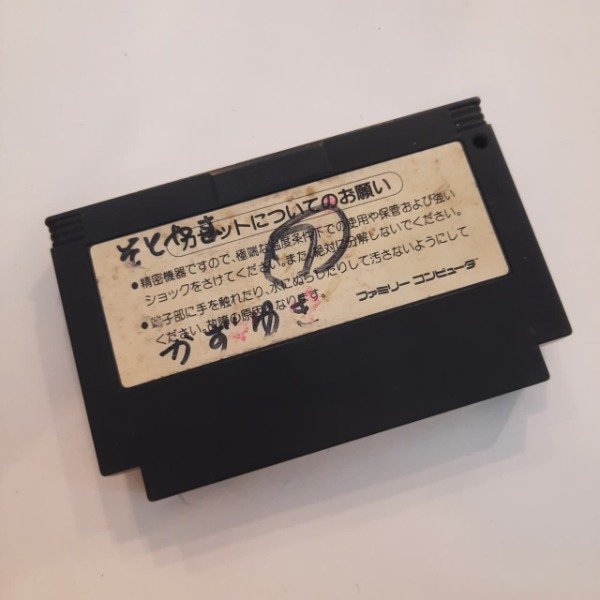 カセットについてのお願い
●精密機器ですので、極端な温度条件下での使用や保管および強い
ショックをさけてください。また、絶対に分解しないでください。
●端子部に手を触れたり、水にぬらしたりして汚さないようにして
ください。故障の原因となります。
ファミリー コンピュータ
かずゆき